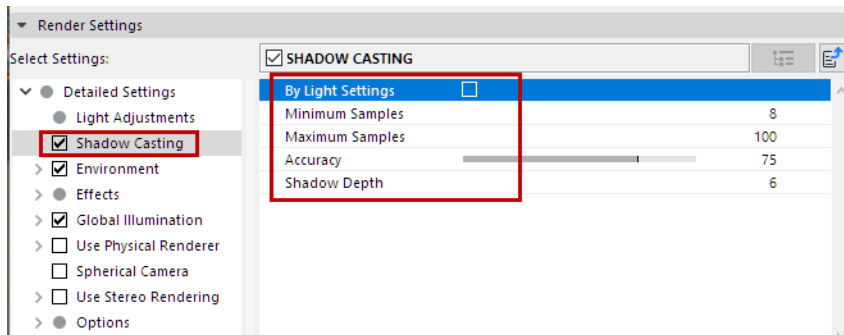 Render Settings
Select Settings:
SHADOW CASTING
Detailed Settings
Light Adjustments
Shadow Casting
Environment
Effects
Global Illumination
Use Physical Renderer
Spherical Camera
Use Stereo Rendering
Options
By Light Settings
Minimum Samples 8
Maximum Samples 100
Accuracy 75
Shadow Depth 6